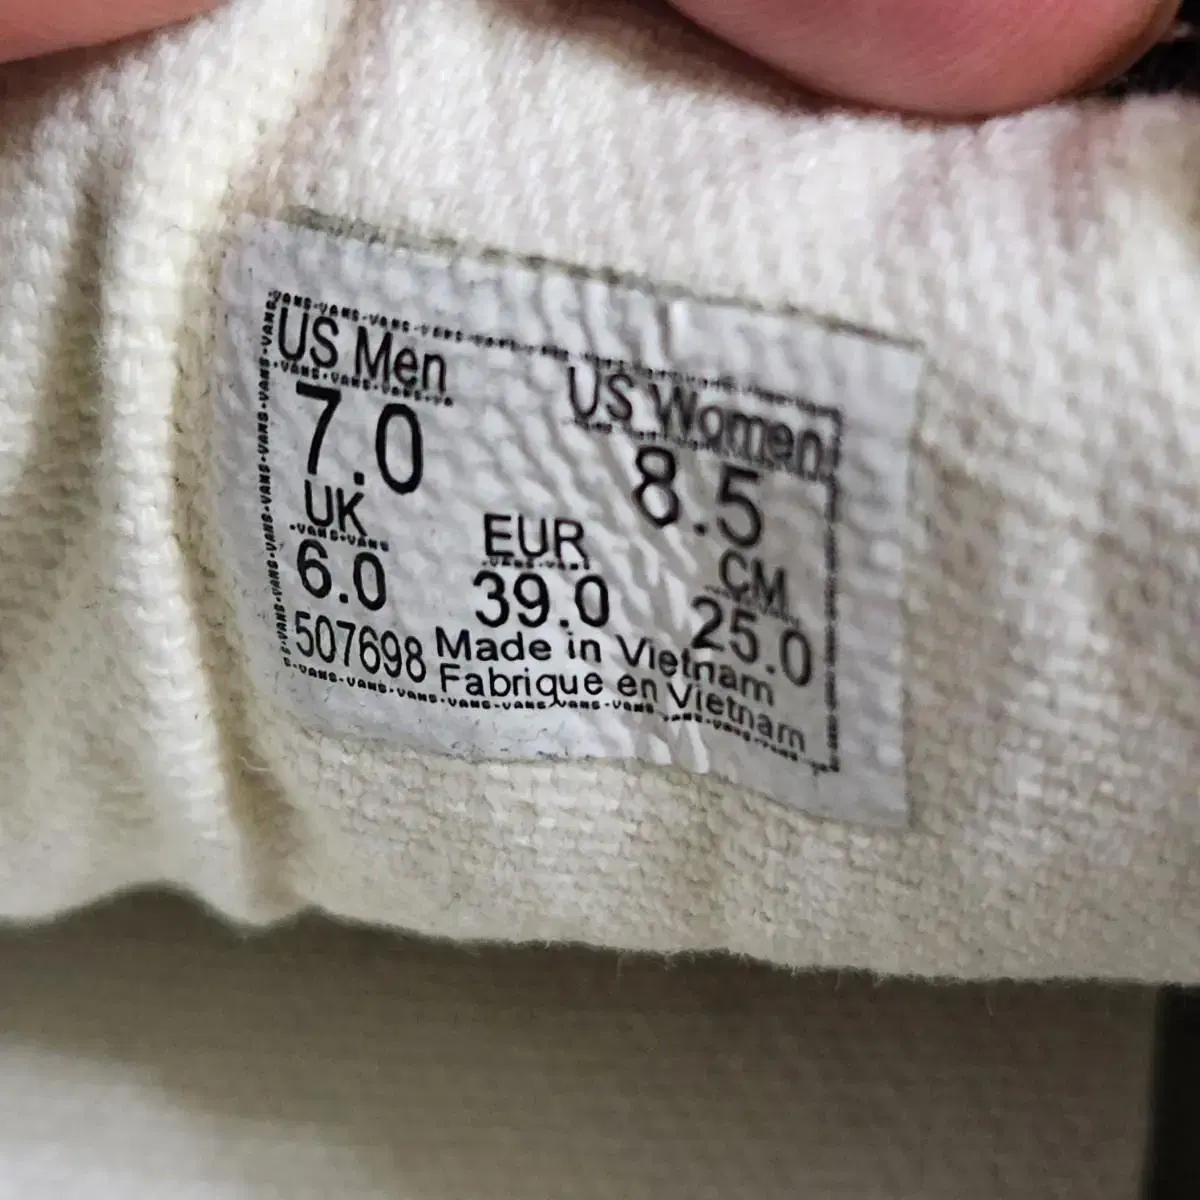 US Men US Women
7.0 8.5
UK EUR CM
6.0 39.0 25.0
507698 Made in Vietnam
Fabrique en Vietnam